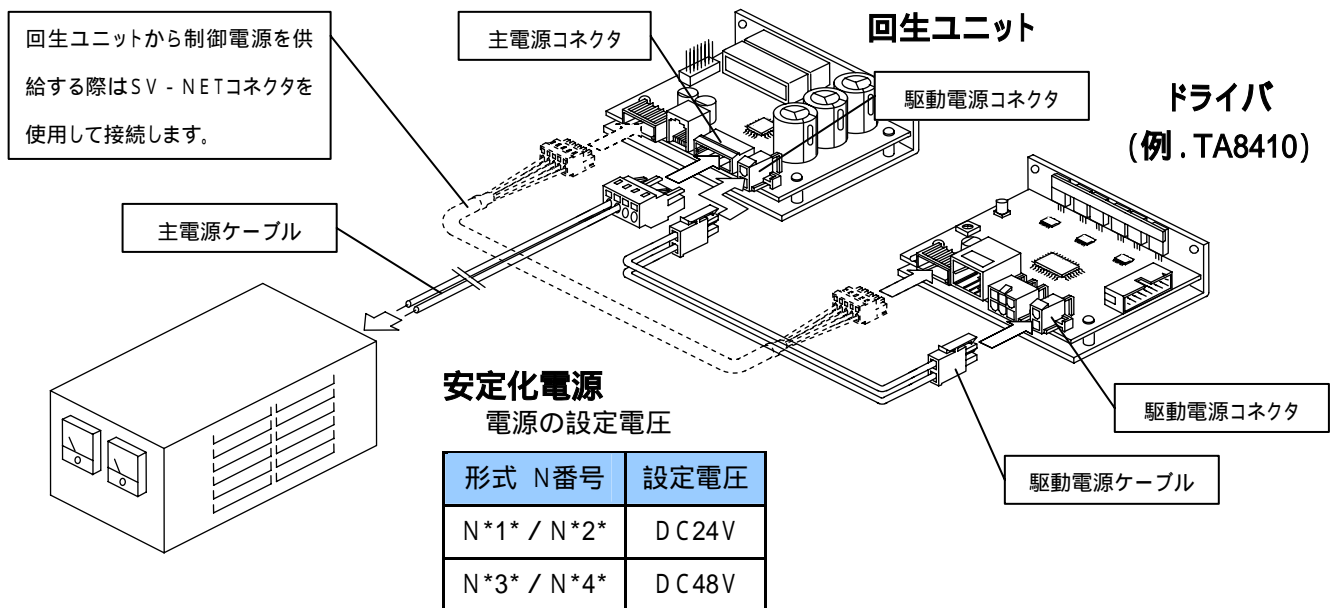 回生ユニットから制御電源を供
給する際はSV-NETコネクタを
使用して接続します。
主電源コネクタ
回生ユニット
駆動電源コネクタ
ドライバ
(例.TA8410)
主電源ケーブル
安定化電源
電源の設定電圧
形式 N番号 設定電圧
N*1* / N*2* DC24V
N*3* / N*4* DC48V
駆動電源コネクタ
駆動電源ケーブル